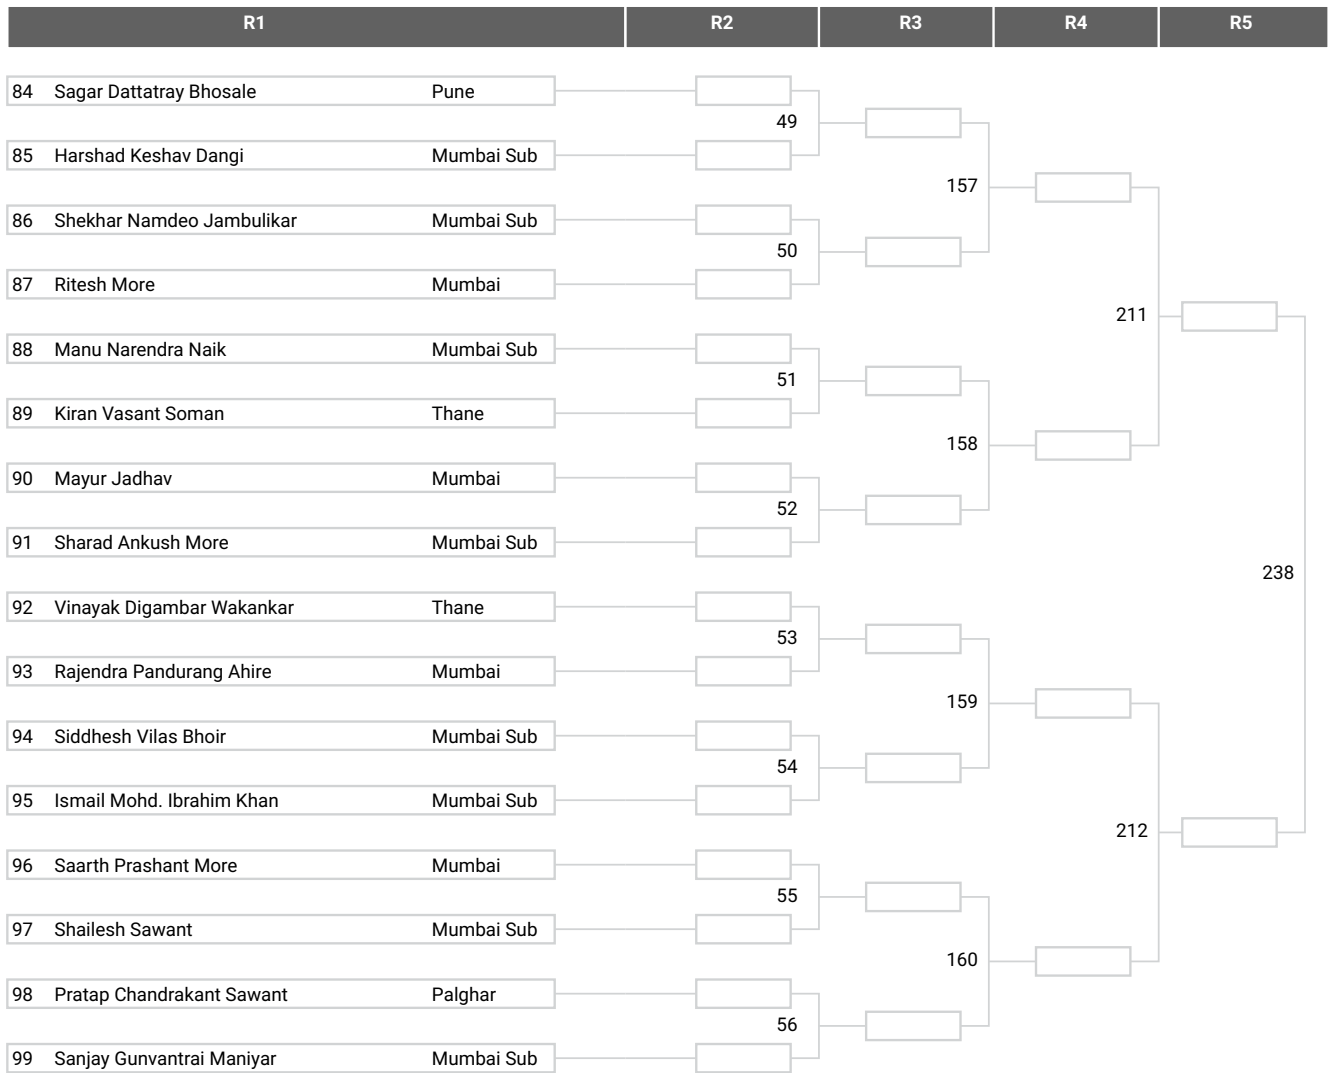 R1 R2 R3 R4 R5
84 Sagar Dattatray Bhosale Pune
49
85 Harshad Keshav Dangi Mumbai Sub
157
86 Shekhar Namdeo Jambulikar Mumbai Sub
50
87 Ritesh More Mumbai
211
88 Manu Narendra Naik Mumbai Sub
51
89 Kiran Vasant Soman Thane
158
90 Mayur Jadhav Mumbai
52
91 Sharad Ankush More Mumbai Sub
238
92 Vinayak Digambar Wakankar Thane
53
93 Rajendra Pandurang Ahire Mumbai
159
94 Siddhesh Vilas Bhoir Mumbai Sub
54
95 Ismail Mohd. Ibrahim Khan Mumbai Sub
212
96 Saarth Prashant More Mumbai
55
97 Shailesh Sawant Mumbai Sub
160
98 Pratap Chandrakant Sawant Palghar
56
99 Sanjay Gunvantrai Maniyar Mumbai Sub